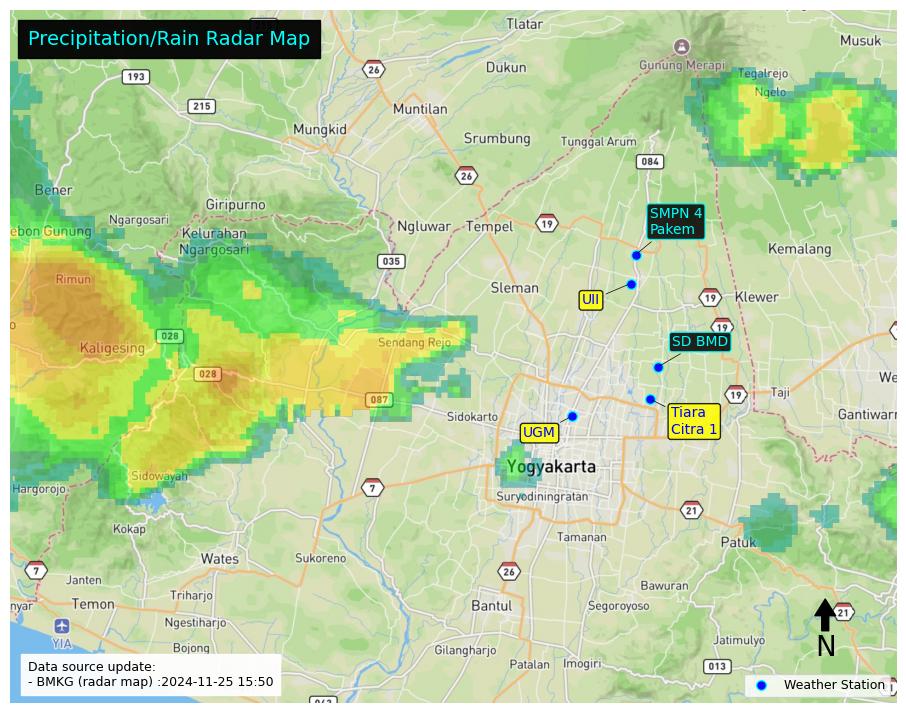 Precipitation/Rain Radar Map
Tlatar
Musuk
26
Gunung Merapi
193
Dukun
Tegalrejo
Ngelo
215
Muntilan
Mungkid
Srumbung
Tunggal Arum
084
26
Bener
Giripurno
Ngargosari
SMPN 4
Pakem
Ngluwar
Tempel
19
ebon Gunung
Kelurahan
Ngargosari
Kemalang
035
Rimun
Sleman
UII
19
Klewer
19
028
Kaligesing
Sendang Rejo
SD BMD
028
We
087
19
Taji
Sidokarto
Tiara
Citra 1
Gantiwarn
UGM
Yogyakarta
Sidowayah
Hargorojo
7
Suryodiningratan
21
Kokap
Tamanan
Patuk
Wates
Sukoreno
7
26
Janten
Bawuran
Triharjo
nyar
Temon
Bantul
Segoroyoso
21
Ngestiharjo
YIA
N
Jatimulyo
Bojong
Gilangharjo
Patalan
Imogiri
013
Data source update:
- BMKG (radar map) :2024-11-25 15:50
Weather Station